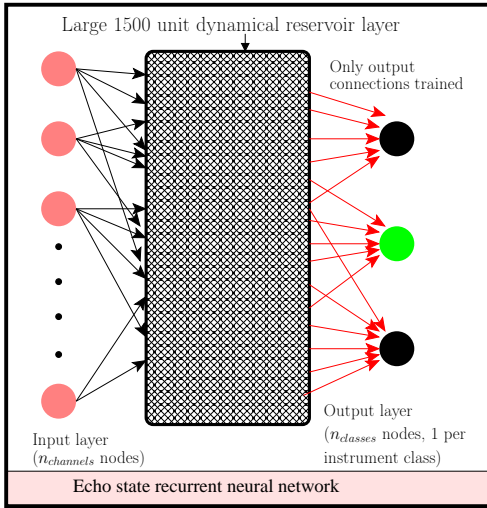 Large 1500 unit dynamical reservoir layer
Only output
connections trained
Input layer
(n_channels nodes)
Output layer
(n_classes nodes, 1 per
instrument class)
Echo state recurrent neural network